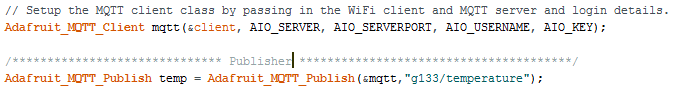 // Setup the MQTT client class by passing in the WiFi client and MQTT server and login details.
Adafruit_MQTT_Client mqtt(&client, AIO_SERVER, AIO_SERVERPORT, AIO_USERNAME, AIO_KEY);
/****************************** Publisher ***************************************/
Adafruit_MQTT_Publish temp = Adafruit_MQTT_Publish(&mqtt,"g133/temperature");